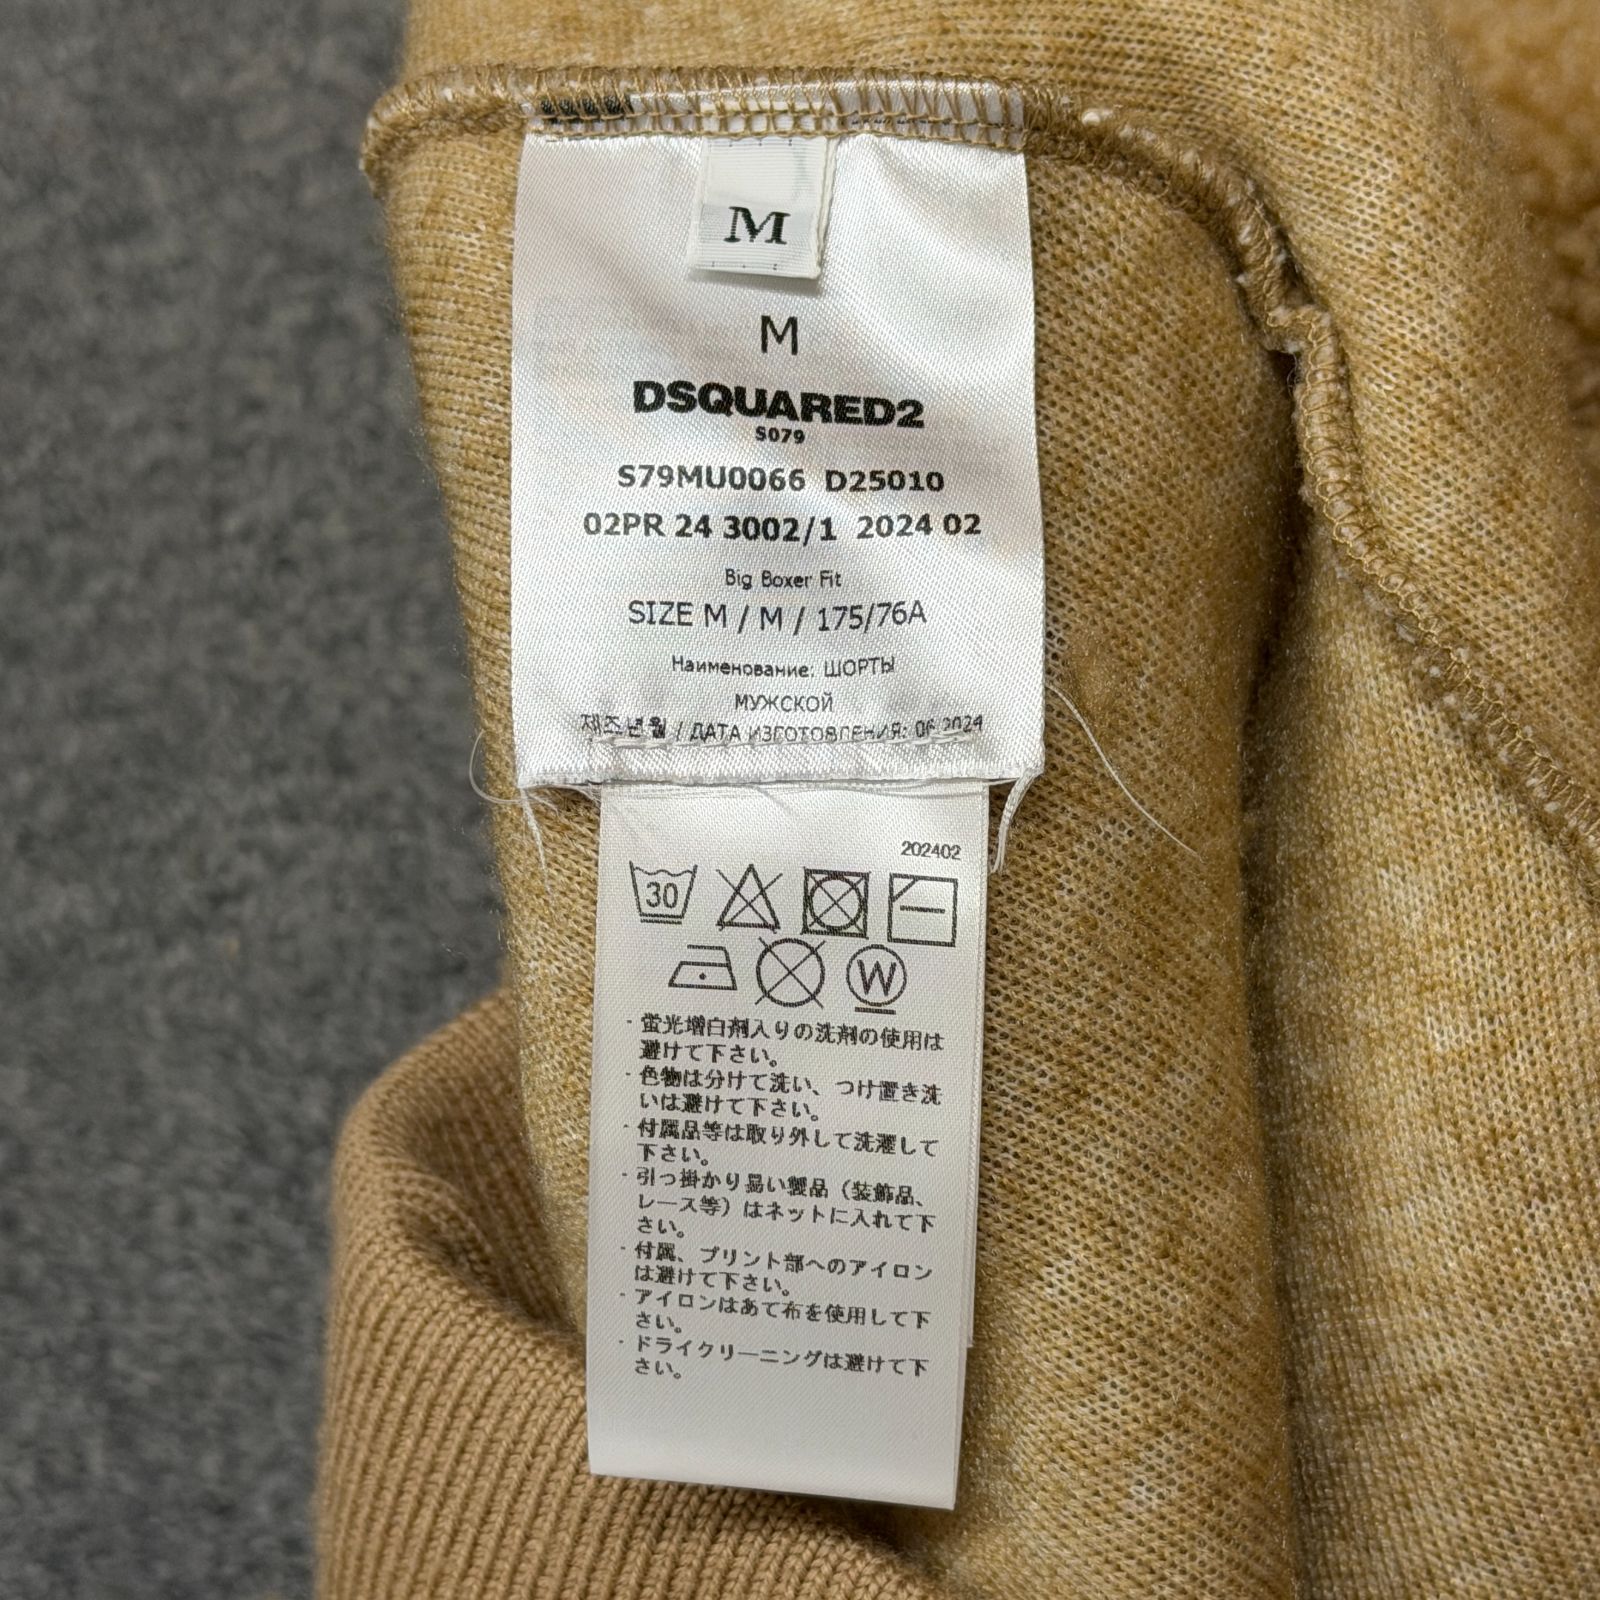 M
M
DSQUARED2
S079
S79MU0066 D25010
02PR 24 3002/1 2024 02
Big Boxer Fit
SIZE M / M / 175/76A
Наименование: ШОРТЫ
МУЖСКОЙ
제조년월 / ДАТА ИЗГОТОВЛЕНИЯ: 06.2024
202402
30
W
・蛍光増白剤入りの洗剤の使用は
避けて下さい。
・色物は分けて洗い、つけ置き洗
いは避けて下さい。
・付属品等は取り外して洗濯して
下さい。
・引っ掛かり易い製品（装飾品、
レース等）はネットに入れて下
さい。
・付属、プリント部へのアイロン
は避けて下さい。
・アイロンはあて布を使用して下
さい。
・ドライクリーニングは避けて下
さい。